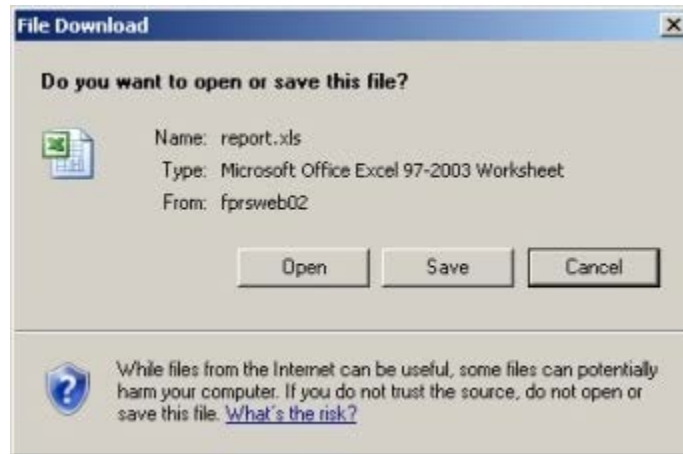 File Download
Do you want to open or save this file?
Name: report.xls
Type: Microsoft Office Excel 97-2003 Worksheet
From: fprsweb02
Open Save Cancel
While files from the Internet can be useful, some files can potentially
harm your computer. If you do not trust the source, do not open or
save this file. What's the risk?